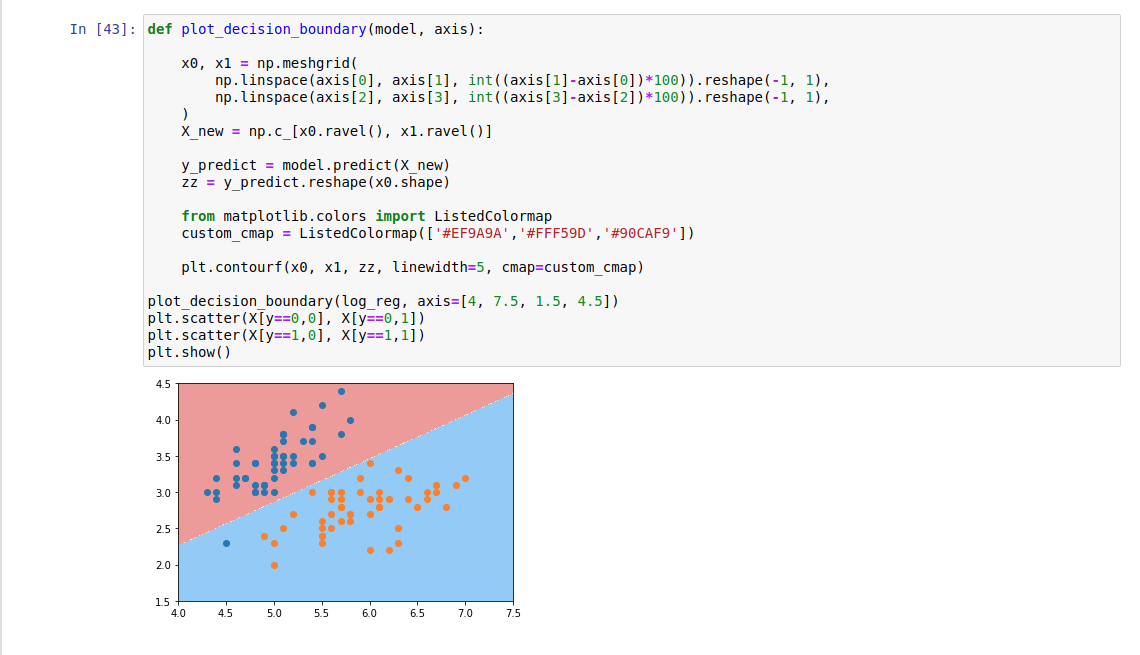 In [43]: def plot_decision_boundary(model, axis):
x0, x1 = np.meshgrid(
np.linspace(axis[0], axis[1], int((axis[1]-axis[0])*100)).reshape(-1, 1),
np.linspace(axis[2], axis[3], int((axis[3]-axis[2])*100)).reshape(-1, 1),
)
X_new = np.c_[x0.ravel(), x1.ravel()]
y_predict = model.predict(X_new)
zz = y_predict.reshape(x0.shape)
from matplotlib.colors import ListedColormap
custom_cmap = ListedColormap(['#EF9A9A','#FFF59D','#90CAF9'])
plt.contourf(x0, x1, zz, linewidth=5, cmap=custom_cmap)
plot_decision_boundary(log_reg, axis=[4, 7.5, 1.5, 4.5])
plt.scatter(X[y==0,0], X[y==0,1])
plt.scatter(X[y==1,0], X[y==1,1])
plt.show()
4.5
4.0
3.5
3.0
2.5
2.0
1.5
4.0 4.5 5.0 5.5 6.0 6.5 7.0 7.5